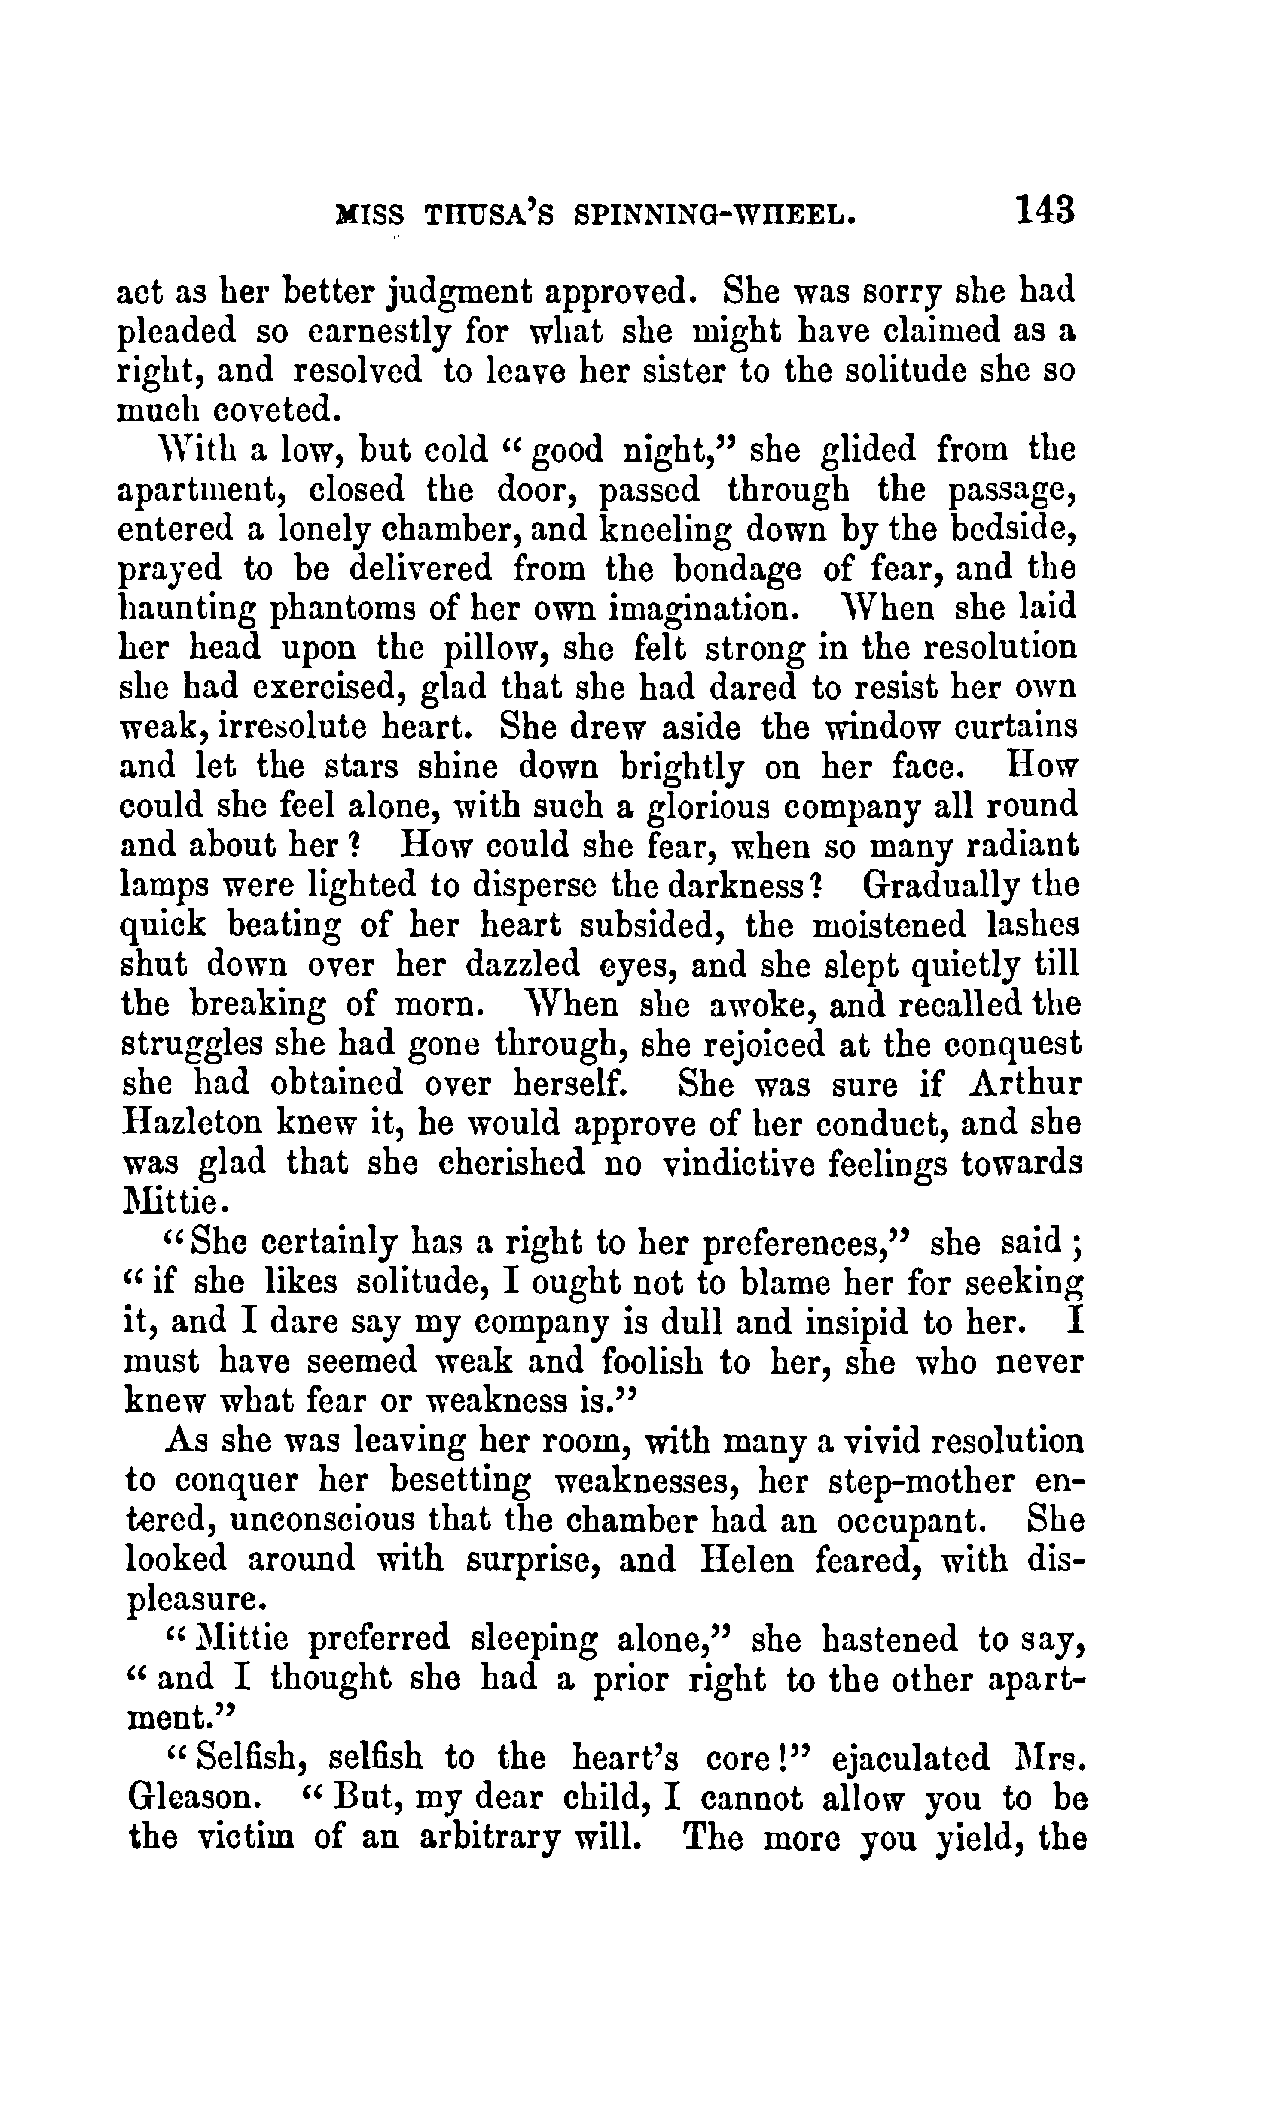 MISS THUSA'S SPINNING-WHEEL. 143
act as her better judgment approved. She was sorry she had
pleaded so earnestly for what she might have claimed as a
right, and resolved to leave her sister to the solitude she so
much coveted.
With a low, but cold “ good night,” she glided from the
apartment, closed the door, passed through the passage,
entered a lonely chamber, and kneeling down by the bedside,
prayed to be delivered from the bondage of fear, and the
haunting phantoms of her own imagination. When she laid
her head upon the pillow, she felt strong in the resolution
she had exercised, glad that she had dared to resist her own
weak, irresolute heart. She drew aside the window curtains
and let the stars shine down brightly on her face. How
could she feel alone, with such a glorious company all round
and about her ? How could she fear, when so many radiant
lamps were lighted to disperse the darkness? Gradually the
quick beating of her heart subsided, the moistened lashes
shut down over her dazzled eyes, and she slept quietly till
the breaking of morn. When she awoke, and recalled the
struggles she had gone through, she rejoiced at the conquest
she had obtained over herself. She was sure if Arthur
Hazleton knew it, he would approve of her conduct, and she
was glad that she cherished no vindictive feelings towards
Mittie.
“She certainly has a right to her preferences,” she said ;
“ if she likes solitude, I ought not to blame her for seeking
it, and I dare say my company is dull and insipid to her. I
must have seemed weak and foolish to her, she who never
knew what fear or weakness is.”
As she was leaving her room, with many a vivid resolution
to conquer her besetting weaknesses, her step-mother en-
tered, unconscious that the chamber had an occupant. She
looked around with surprise, and Helen feared, with dis-
pleasure.
“ Mittie preferred sleeping alone,” she hastened to say,
“ and I thought she had a prior right to the other apart-
ment.”
“ Selfish, selfish to the heart’s core !” ejaculated Mrs.
Gleason. “ But, my dear child, I cannot allow you to be
the victim of an arbitrary will. The more you yield, the